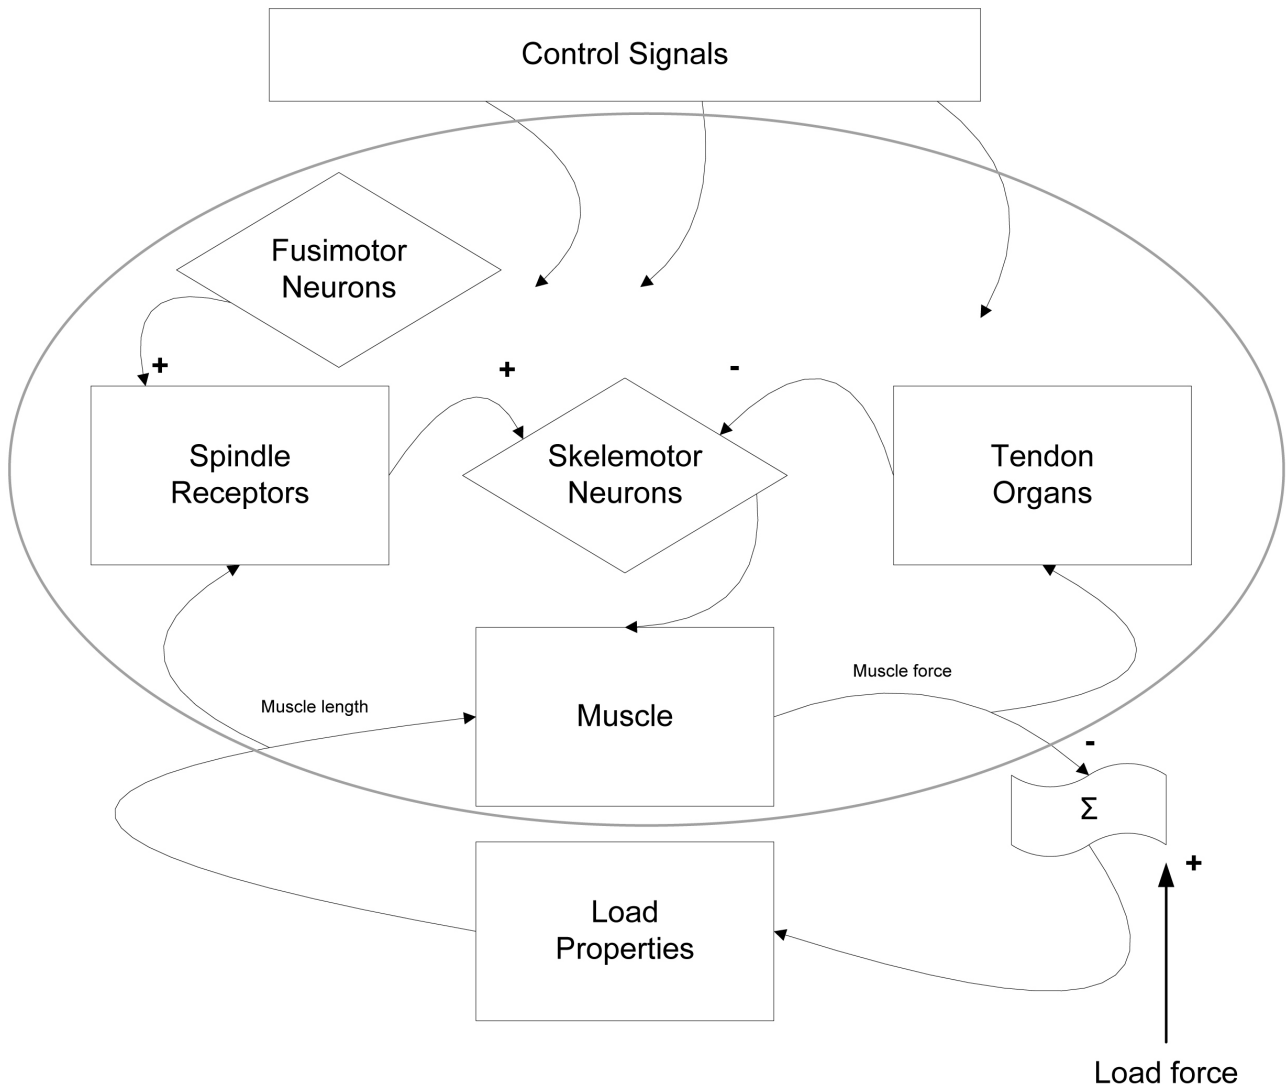 Control Signals
Fusimotor
Neurons
+
+
-
Spindle
Receptors
Skelemotor
Neurons
Tendon
Organs
Muscle force
Muscle length
Muscle
-
Σ
+
Load
Properties
Load force